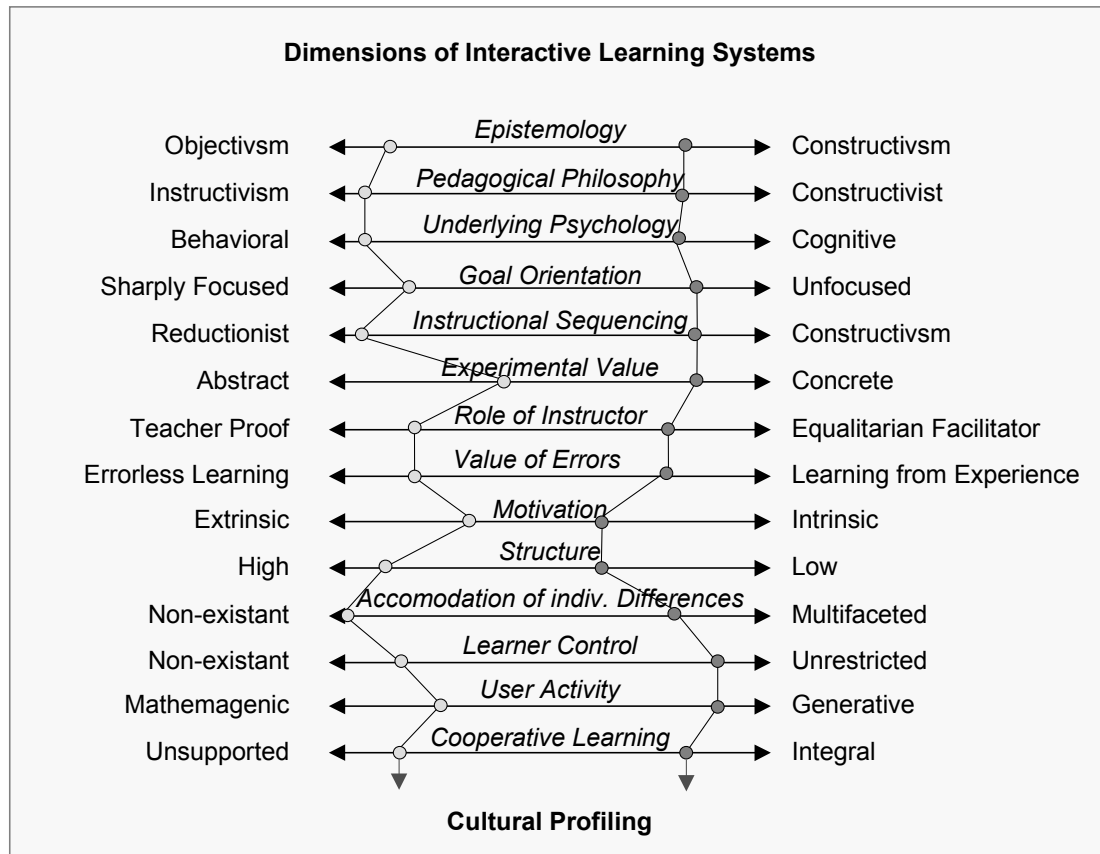 Dimensions of Interactive Learning Systems
Objectivsm Epistemology Constructivsm
Instructivism Pedagogical Philosophy Constructivist
Behavioral Underlying Psychology Cognitive
Sharply Focused Goal Orientation Unfocused
Reductionist Instructional Sequencing Constructivsm
Abstract Experimental Value Concrete
Teacher Proof Role of Instructor Equalitarian Facilitator
Errorless Learning Value of Errors Learning from Experience
Extrinsic Motivation Intrinsic
High Structure Low
Non-existant Accomodation of indiv. Differences Multifaceted
Non-existant Learner Control Unrestricted
Mathemagenic User Activity Generative
Unsupported Cooperative Learning Integral
Cultural Profiling